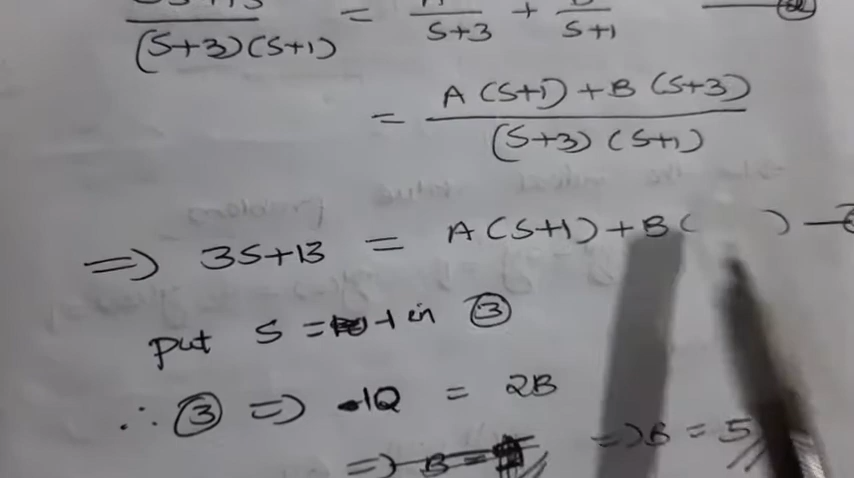 (S+3)(S+1) = S+3 + S+1
= A(S+1)+B(S+3)
(S+3)(S+1)
=> 3S+13 = A(S+1)+B( )
put S = -1 in ③
∴ ③ => 10 = 2B
=> B = 5